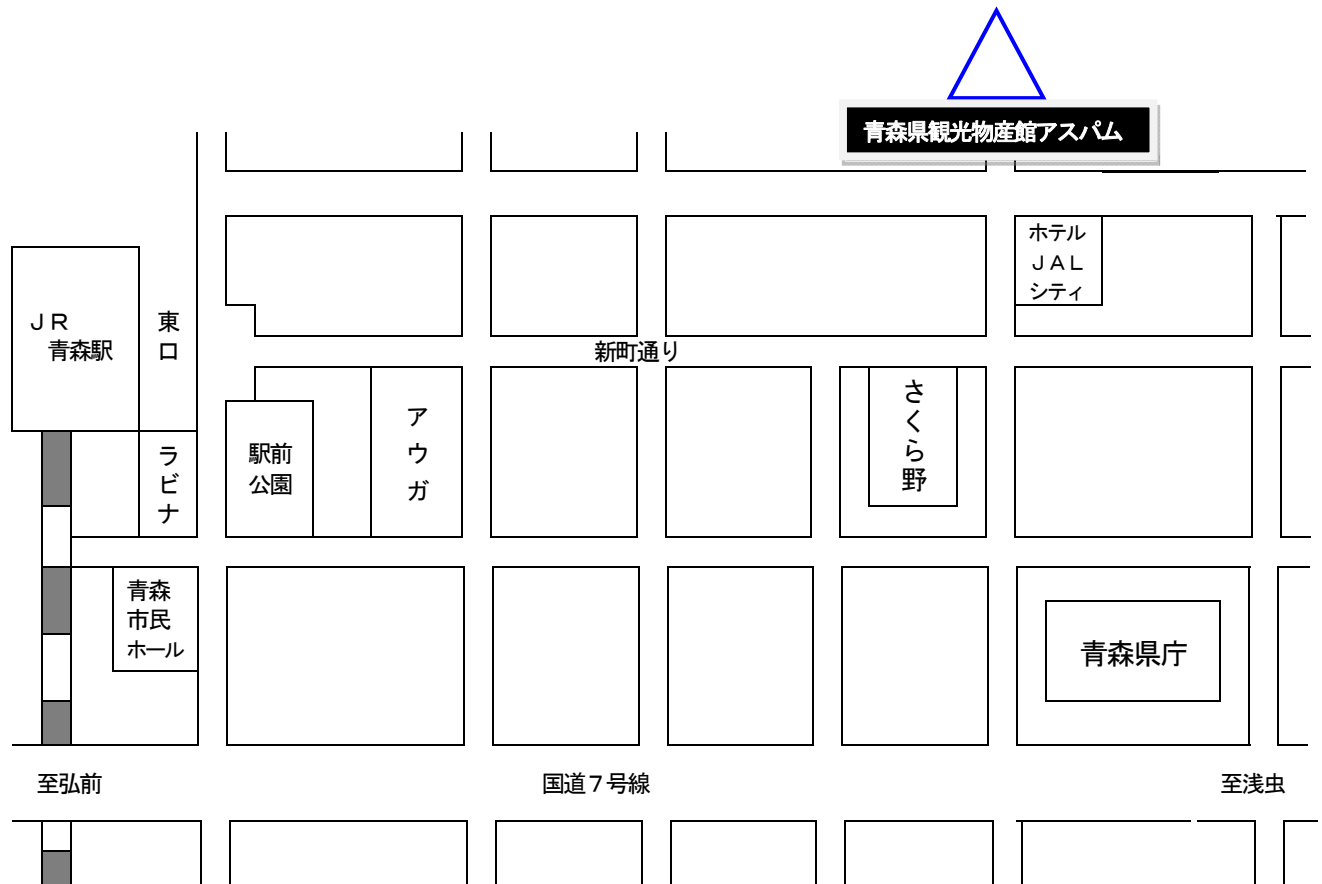 青森県観光物産館アスパム
ホテル
ＪＡＬ
シティ
ＪＲ
青森駅
東口
新町通り
ラビナ
駅前
公園
アウガ
さくら野
青森
市民
ホール
青森県庁
至弘前
国道７号線
至浅虫